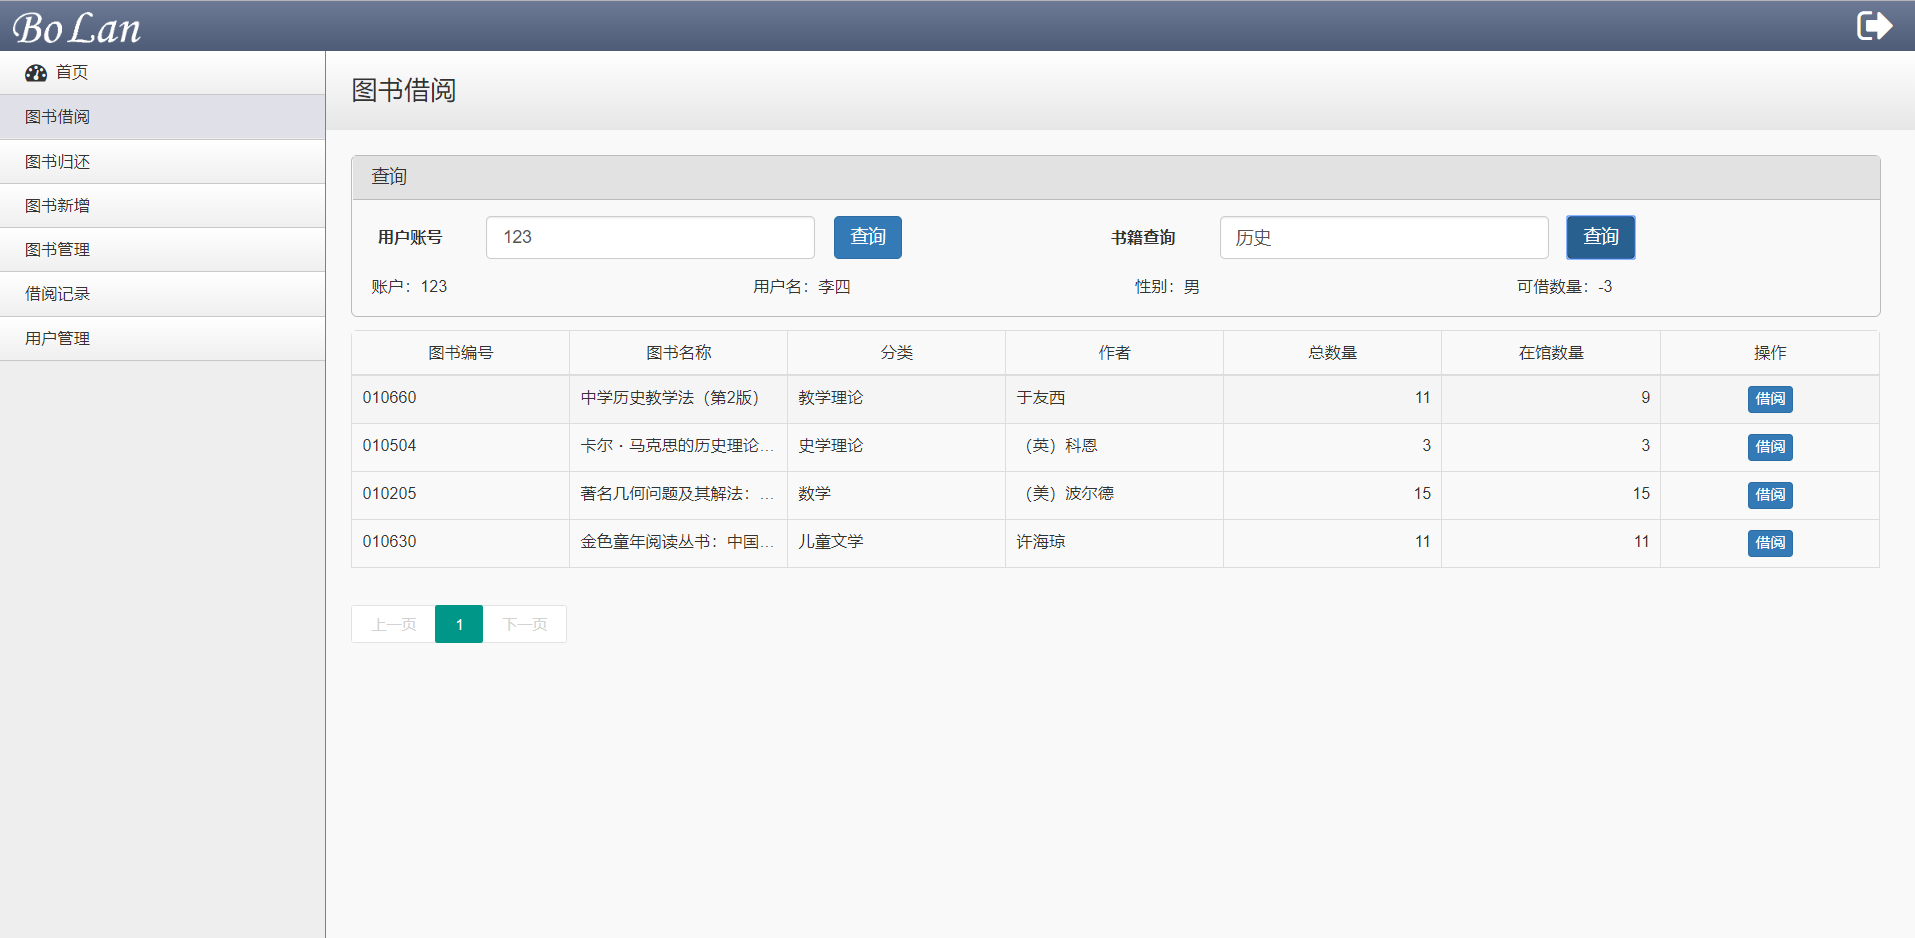 BoLan
首页
图书借阅
图书归还
图书新增
图书管理
借阅记录
用户管理
图书借阅
查询
用户账号 123 查询 书籍查询 历史 查询
账户：123 用户名：李四 性别：男 可借数量：-3
图书编号 图书名称 分类 作者 总数量 在馆数量 操作
010660 中学历史教学法（第2版） 教学理论 于友西 11 9 借阅
010504 卡尔·马克思的历史理论… 史学理论 （英）科恩 3 3 借阅
010205 著名几何问题及其解法：… 数学 （美）波尔德 15 15 借阅
010630 金色童年阅读丛书：中国… 儿童文学 许海琼 11 11 借阅
上一页 1 下一页